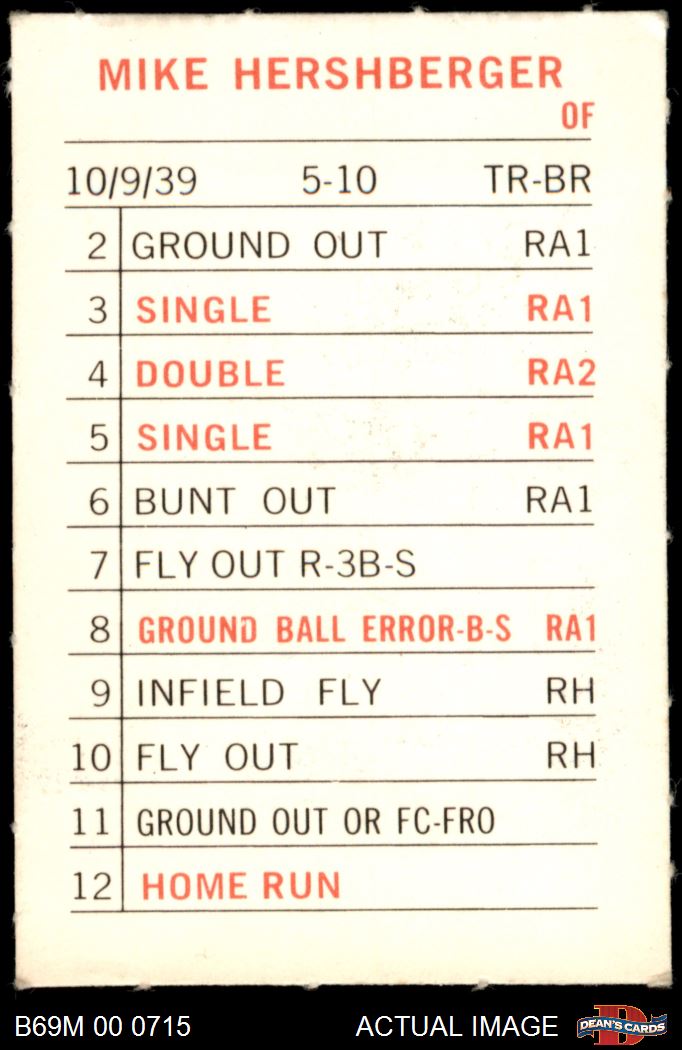 MIKE HERSHBERGER
OF
10/9/39 5-10 TR-BR
2 GROUND OUT RA1
3 SINGLE RA1
4 DOUBLE RA2
5 SINGLE RA1
6 BUNT OUT RA1
7 FLY OUT R-3B-S
8 GROUND BALL ERROR-B-S RA1
9 INFIELD FLY RH
10 FLY OUT RH
11 GROUND OUT OR FC-FRO
12 HOME RUN
B69M 00 0715 ACTUAL IMAGE D DEAN'S CARDS